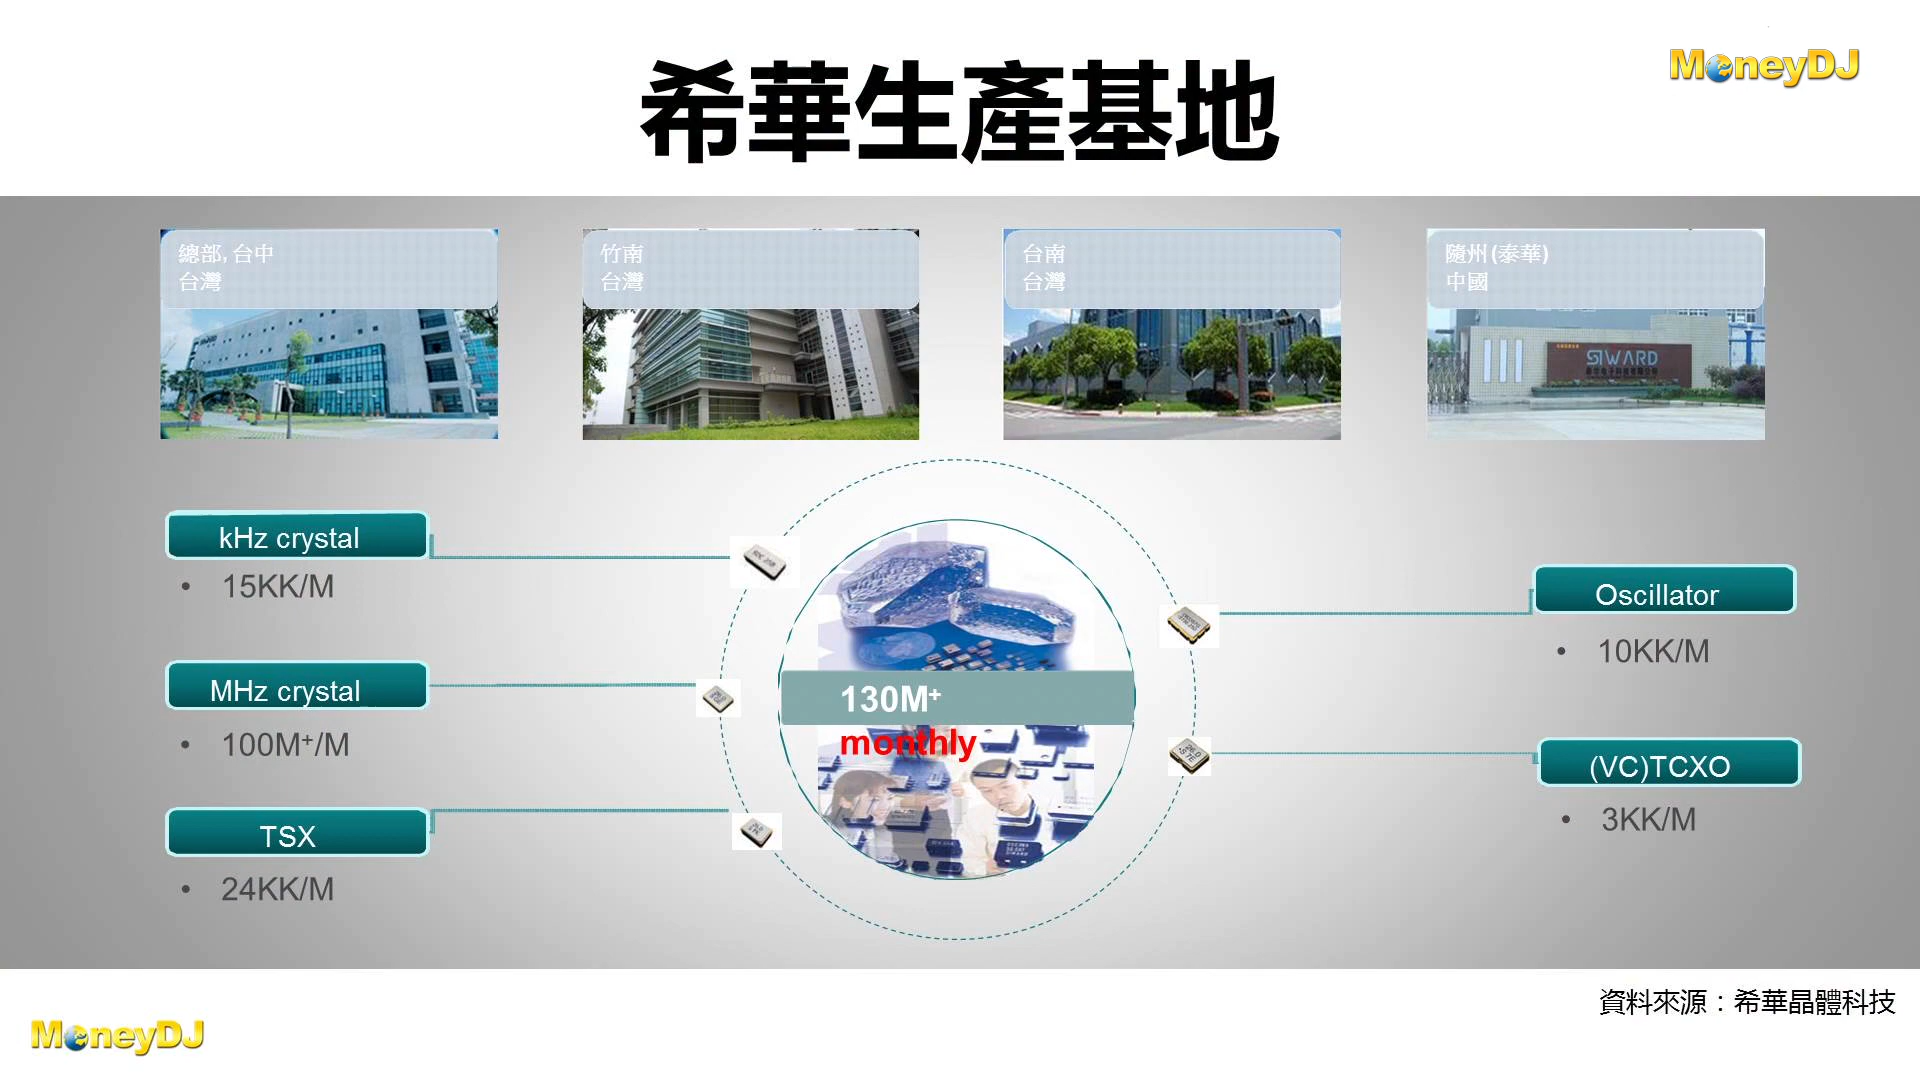 希華生產基地
MoneyDJ
總部, 台中
台灣
竹南
台灣
台南
台灣
隨州 (泰華)
中國
SIWARD
kHz crystal
• 15KK/M
MHz crystal
• 100M⁺/M
TSX
• 24KK/M
130M⁺
monthly
Oscillator
• 10KK/M
(VC)TCXO
• 3KK/M
資料來源：希華晶體科技
MoneyDJ